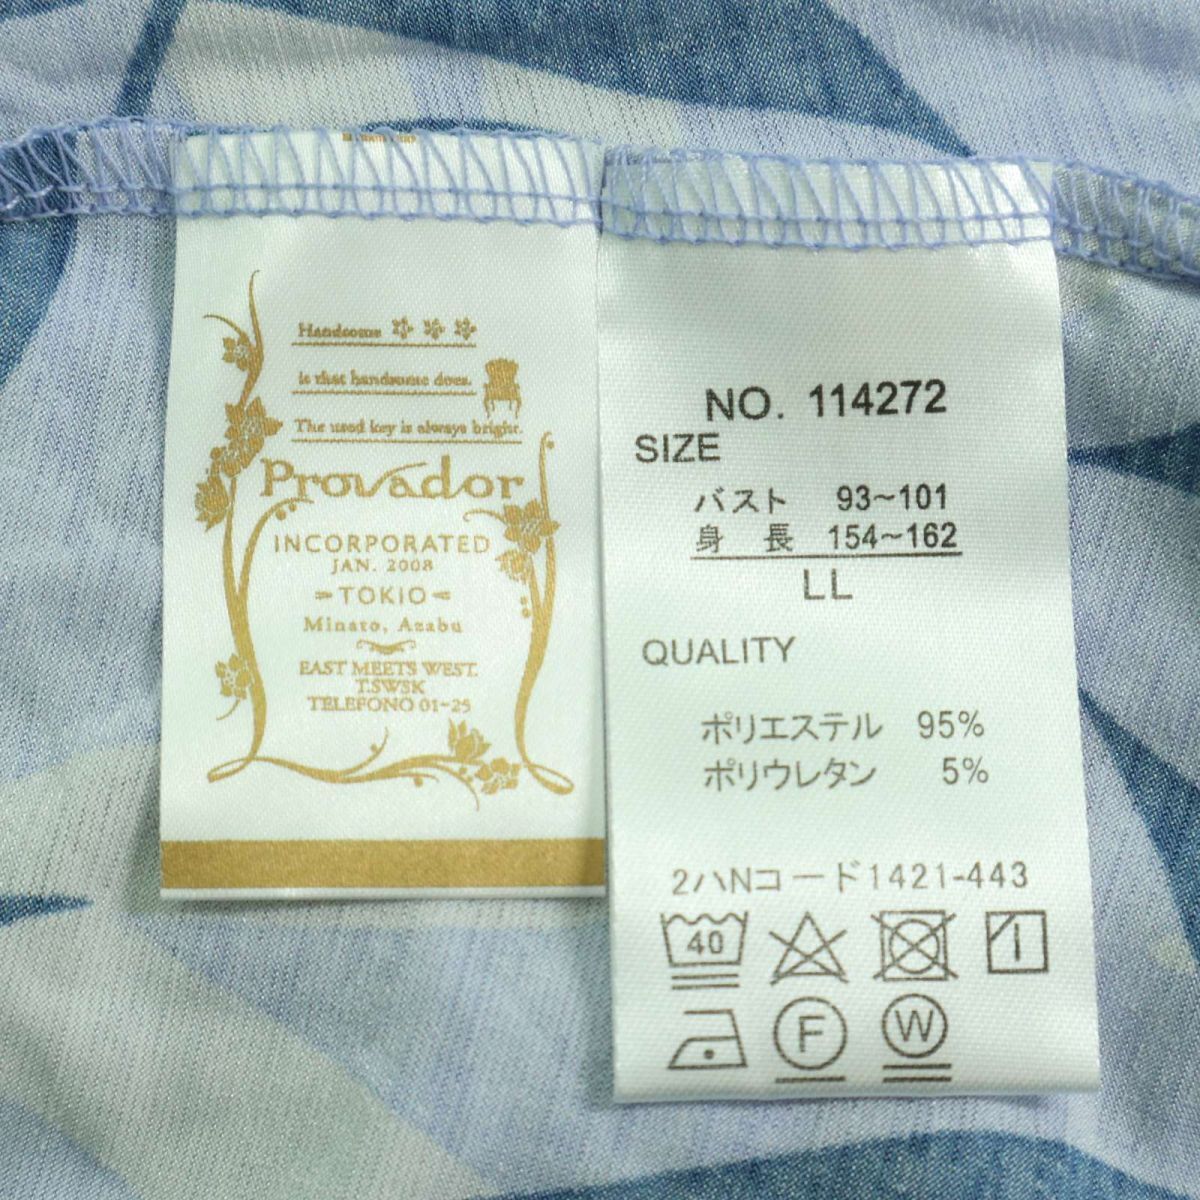 Handsome
is that handsome does.
The used key is always bright.
Provador
INCORPORATED
JAN. 2008
TOKIO
Minato, Azabu
EAST MEETS WEST.
T.SWSK
TELEFONO 01-25
NO. 114272
SIZE
バスト 93~101
身 長 154~162
LL
QUALITY
ポリエステル 95%
ポリウレタン 5%
2ハNコード1421-443
40
F W